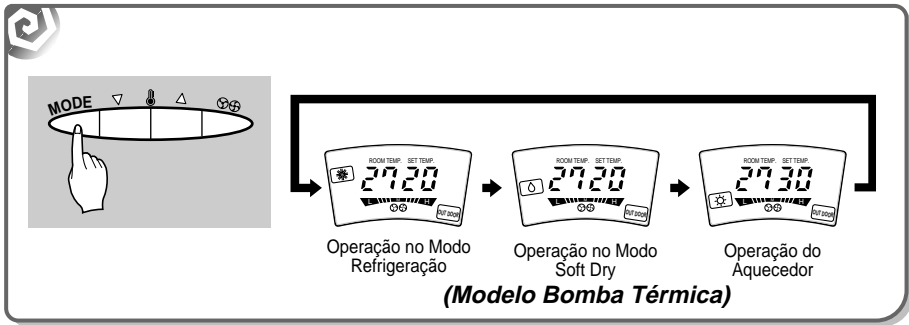 MODE
ROOM TEMP. SET TEMP.
27 20
L M H
OUT DOOR
Operação no Modo
Refrigeração
ROOM TEMP. SET TEMP.
27 20
L M H
OUT DOOR
Operação no Modo
Soft Dry
ROOM TEMP. SET TEMP.
27 30
L M H
OUT DOOR
Operação do
Aquecedor
(Modelo Bomba Térmica)